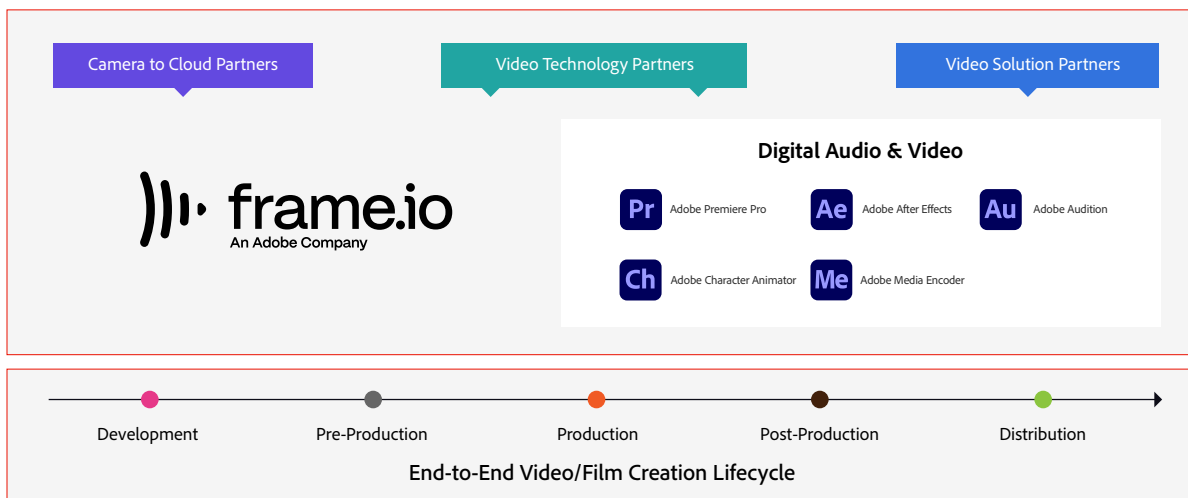 Camera to Cloud Partners
Video Technology Partners
Video Solution Partners
frame.io
An Adobe Company
Digital Audio & Video
Pr Adobe Premiere Pro
Ae Adobe After Effects
Au Adobe Audition
Ch Adobe Character Animator
Me Adobe Media Encoder
Development
Pre-Production
Production
Post-Production
Distribution
End-to-End Video/Film Creation Lifecycle